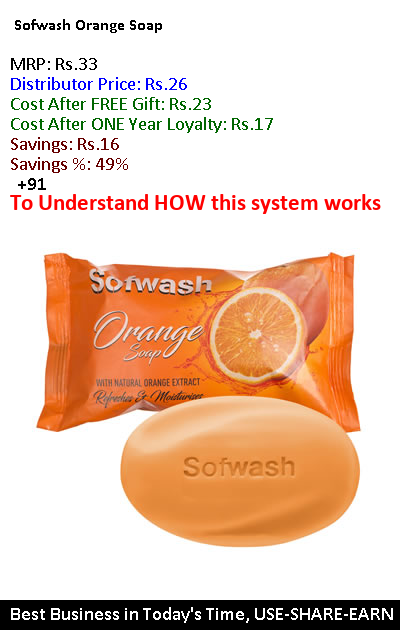 Sofwash Orange Soap
MRP: Rs.33
Distributor Price: Rs.26
Cost After FREE Gift: Rs.23
Cost After ONE Year Loyalty: Rs.17
Savings: Rs.16
Savings %: 49%
+91
To Understand HOW this system works
Sofwash
Orange
Soap
WITH NATURAL ORANGE EXTRACT
Refreshes & Moisturises
Sofwash
Best Business in Today's Time, USE-SHARE-EARN